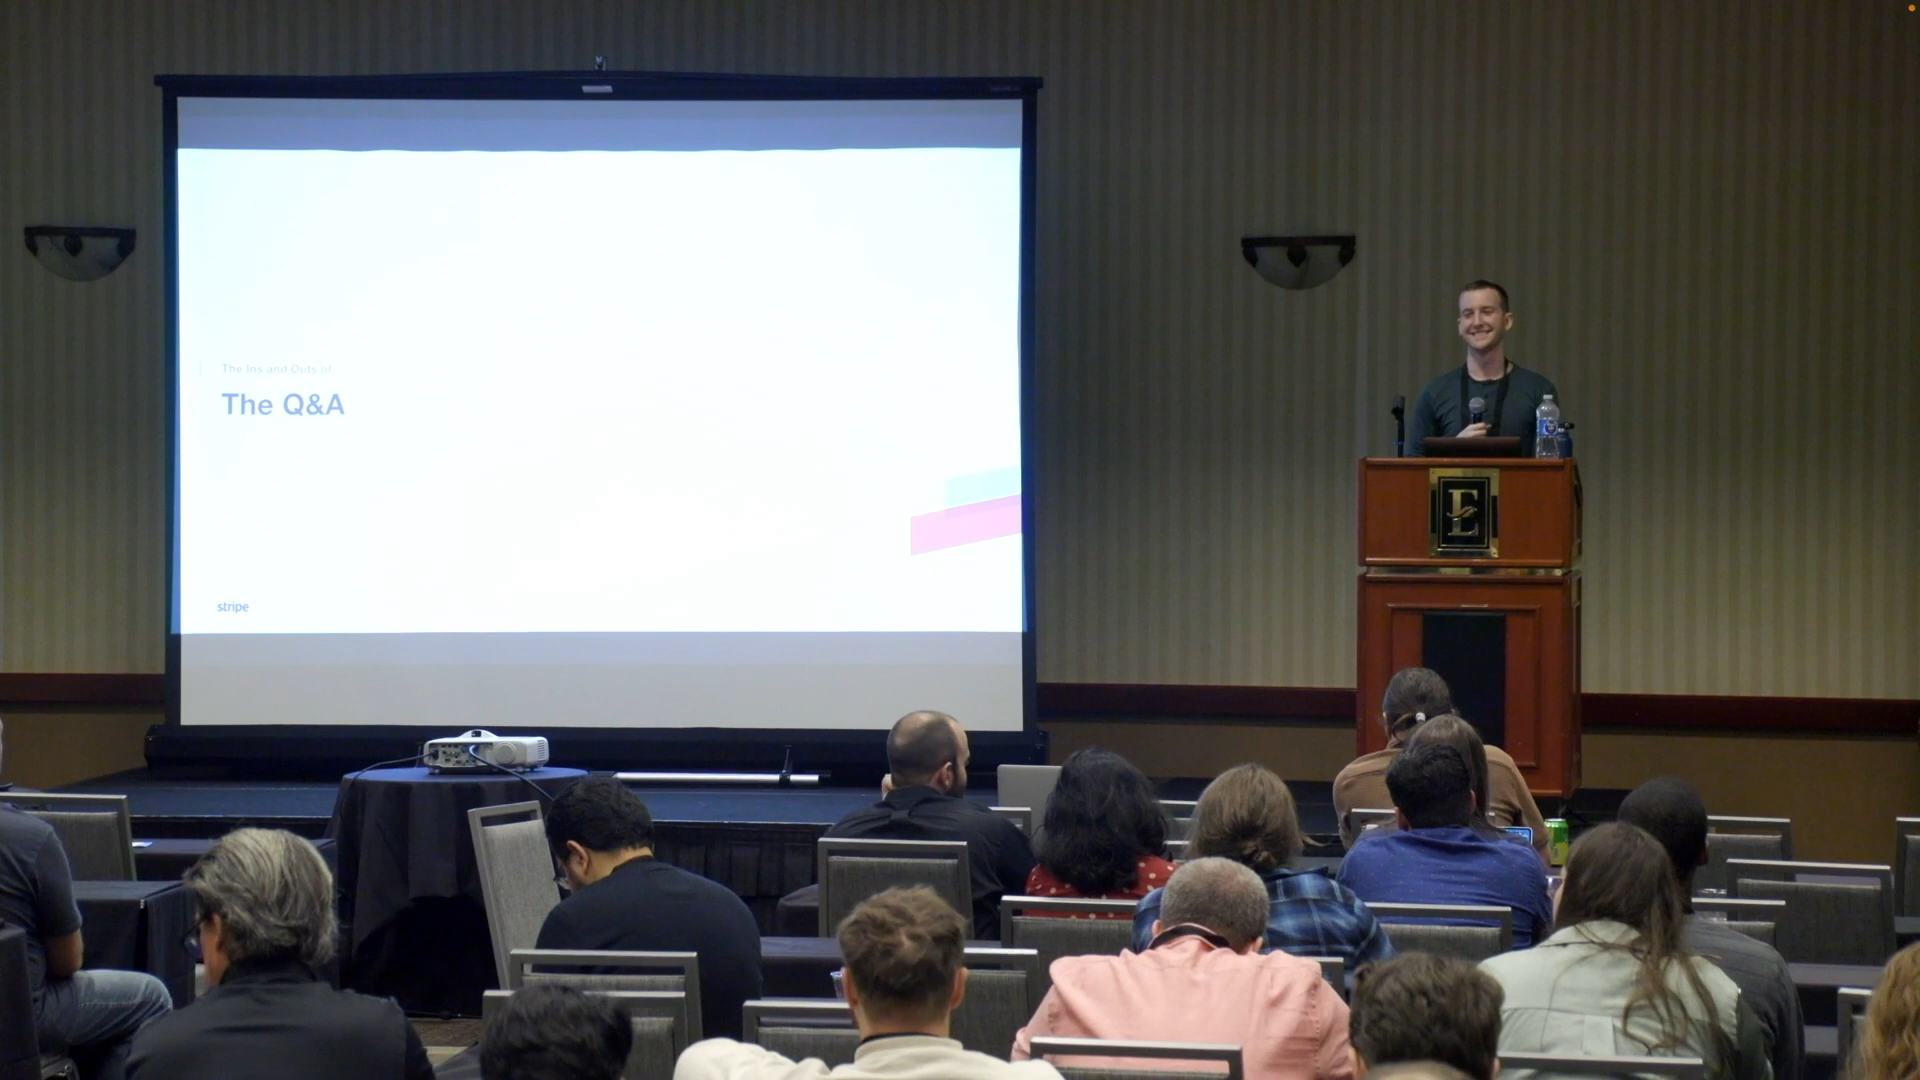 The Ins and Outs of
The Q&A
stripe
E